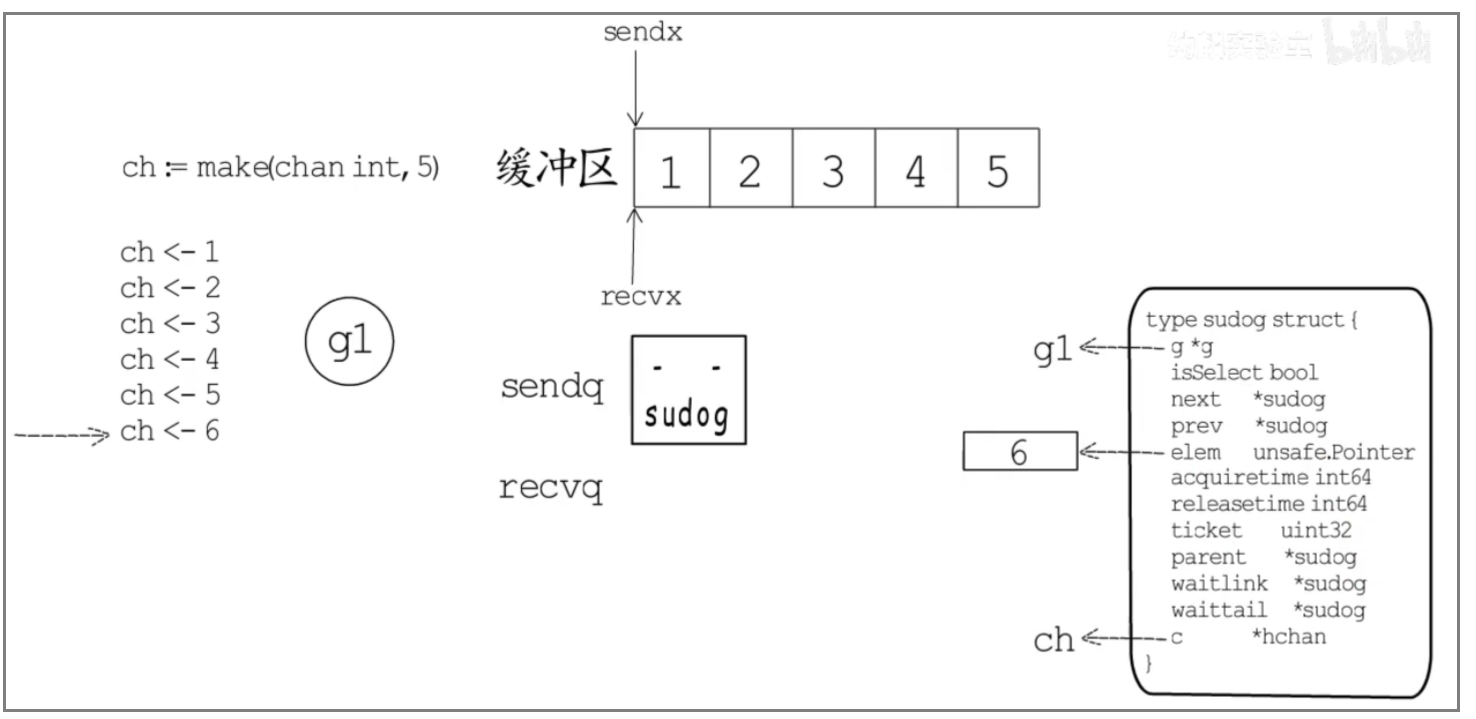 sendx
ch := make(chan int, 5)
缓冲区
1 2 3 4 5
recvx
ch <- 1
ch <- 2
ch <- 3
ch <- 4
ch <- 5
ch <- 6
g1
sendq
sudog
recvq
g1
6
ch
type sudog struct {
g *g
isSelect bool
next *sudog
prev *sudog
elem unsafe.Pointer
acquiretime int64
releasetime int64
ticket uint32
parent *sudog
waitlink *sudog
waittail *sudog
c *hchan
}
bilibili